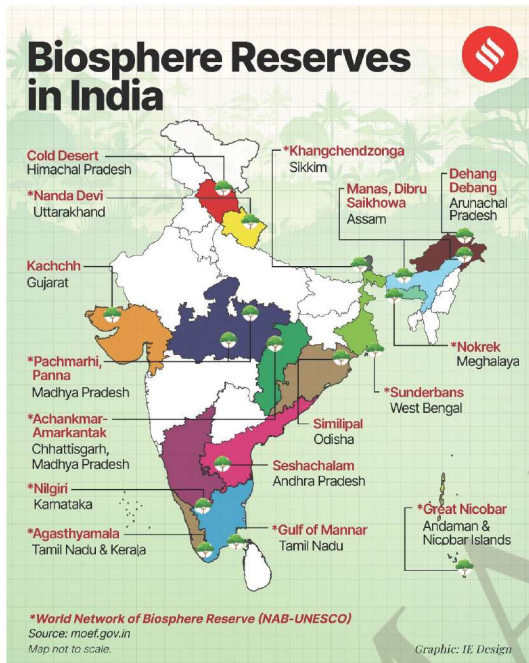 Biosphere Reserves
in India
Cold Desert
Himachal Pradesh
*Nanda Devi
Uttarakhand
Kachchh
Gujarat
*Pachmarhi,
Panna
Madhya Pradesh
*Achankmar-
Amarkantak
Chhattisgarh,
Madhya Pradesh
*Nilgiri
Karnataka
*Agasthyamala
Tamil Nadu & Kerala
*Khangchendzonga
Sikkim
Manas, Dibru
Saikhowa
Assam
Dehang
Debang
Arunachal
Pradesh
*Nokrek
Meghalaya
*Sunderbans
West Bengal
Similipal
Odisha
Seshachalam
Andhra Pradesh
*Gulf of Mannar
Tamil Nadu
*Great Nicobar
Andaman &
Nicobar Islands
*World Network of Biosphere Reserve (NAB-UNESCO)
Source: moef.gov.in
Map not to scale.
Graphic: IE Design